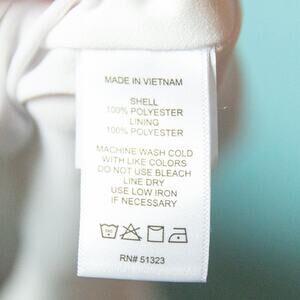 MADE IN VIETNAM
SHELL
100% POLYESTER
LINING
100% POLYESTER
MACHINE WASH COLD
WITH LIKE COLORS
DO NOT USE BLEACH
LINE DRY
USE LOW IRON
IF NECESSARY
RN# 51323